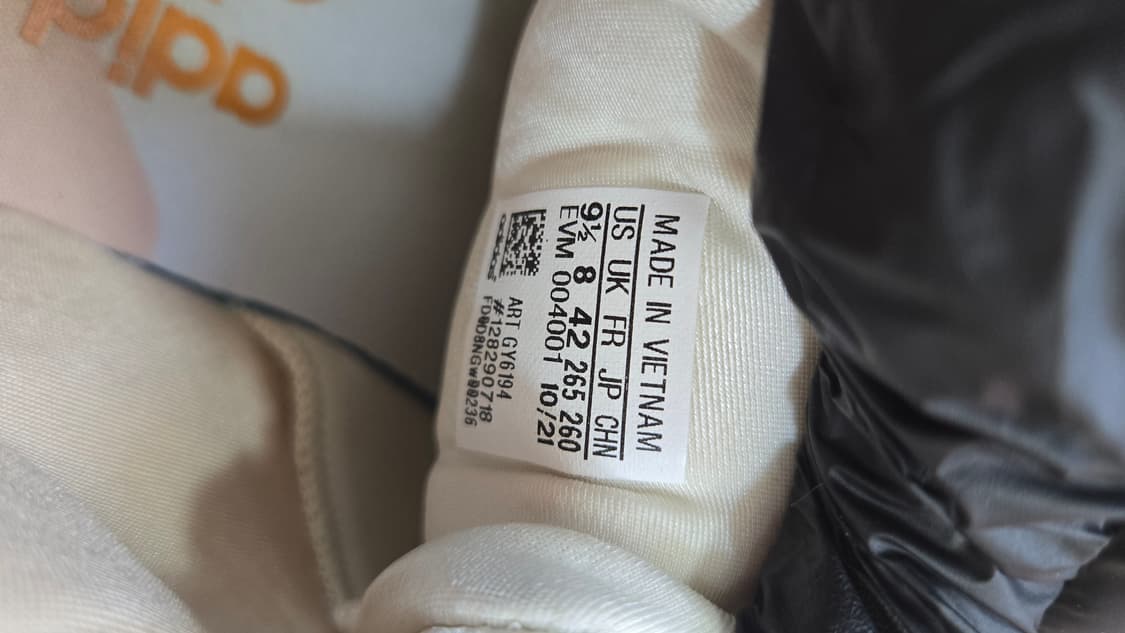 adidas
MADE IN VIETNAM
US UK FR JP CHN
9½ 8 42 265 260
EVM 004001 10/21
ART GY6194
#128290718
adidas